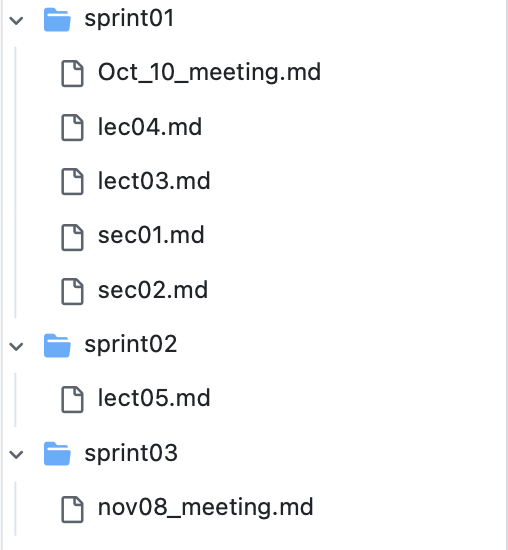 sprint01
Oct_10_meeting.md
lec04.md
lect03.md
sec01.md
sec02.md
sprint02
lect05.md
sprint03
nov08_meeting.md